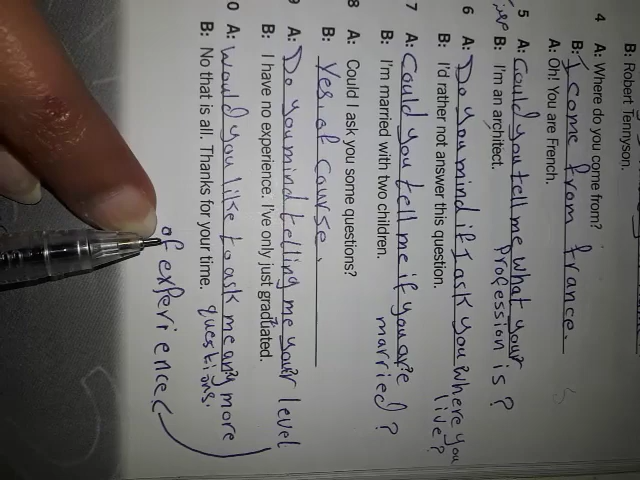 B: Robert Tennyson.
4 A: Where do you come from?
B: I come from france.
A: Oh! You are French.
5 A: Could you tell me what your
profession is ?
B: I'm an architect.
6 A: Do you mind if I ask you where you
live?
B: I'd rather not answer this question.
7 A: Could you tell me if you are
married ?
B: I'm married with two children.
8 A: Could I ask you some questions?
B: Yes of course.
9 A: Do you mind telling me your level
of experience
B: I have no experience. I've only just graduated.
0 A: Would you like to ask me any more
questions.
B: No that is all. Thanks for your time.